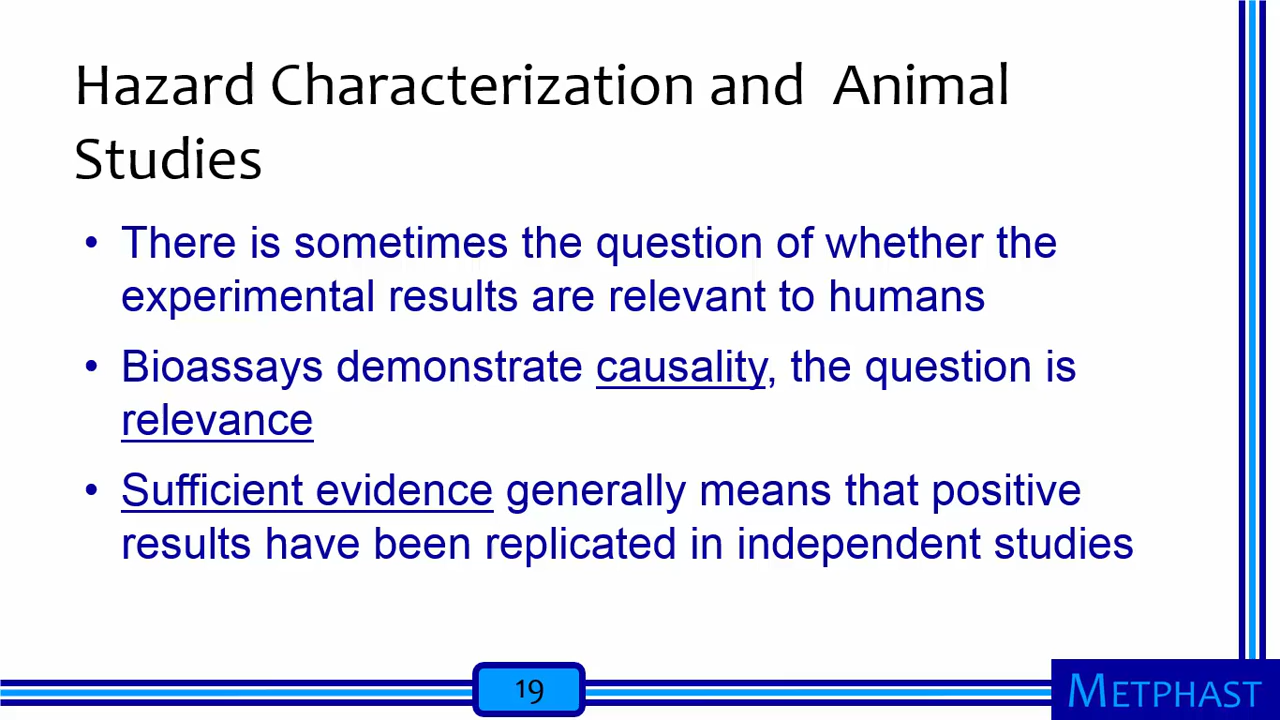 Hazard Characterization and Animal
Studies
• There is sometimes the question of whether the
experimental results are relevant to humans
• Bioassays demonstrate causality, the question is
relevance
• Sufficient evidence generally means that positive
results have been replicated in independent studies
19
METPHAST